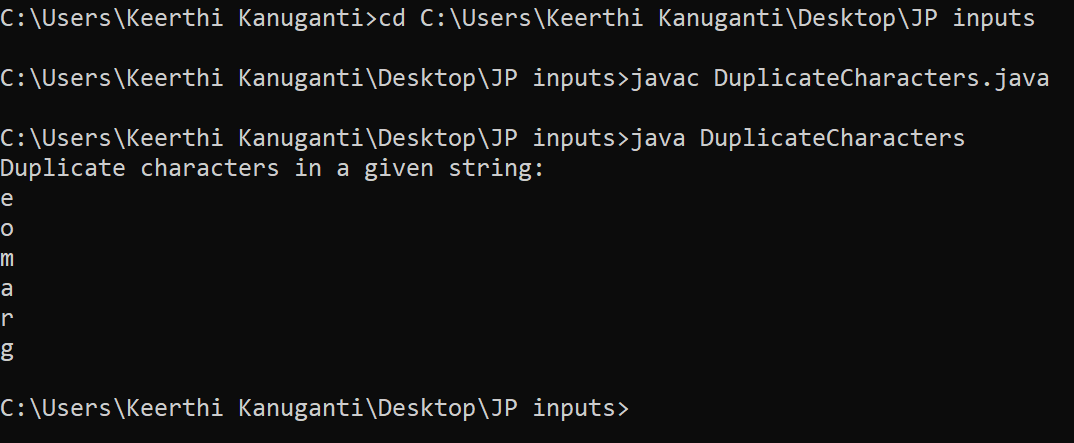 C:\Users\Keerthi Kanuganti>cd C:\Users\Keerthi Kanuganti\Desktop\JP inputs
C:\Users\Keerthi Kanuganti\Desktop\JP inputs>javac DuplicateCharacters.java
C:\Users\Keerthi Kanuganti\Desktop\JP inputs>java DuplicateCharacters
Duplicate characters in a given string:
e
o
m
a
r
g
C:\Users\Keerthi Kanuganti\Desktop\JP inputs>